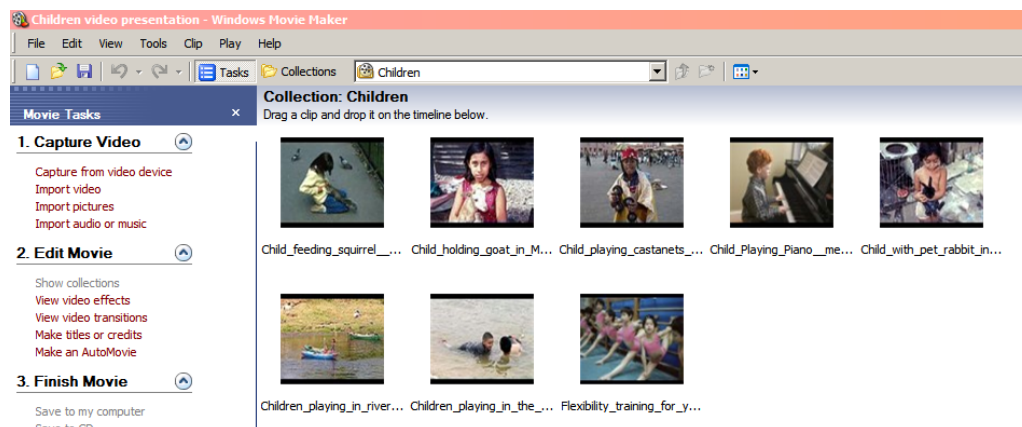 Children video presentation - Windows Movie Maker
File Edit View Tools Clip Play Help
Tasks Collections Children
Movie Tasks
Collection: Children
Drag a clip and drop it on the timeline below.
1. Capture Video
Capture from video device
Import video
Import pictures
Import audio or music
2. Edit Movie
Show collections
View video effects
View video transitions
Make titles or credits
Make an AutoMovie
3. Finish Movie
Save to my computer
Save to CD
Child_feeding_squirrel__... Child_holding_goat_in_M... Child_playing_castanets_... Child_Playing_Piano__me... Child_with_pet_rabbit_in...
Children_playing_in_river... Children_playing_in_the_... Flexibility_training_for_y...